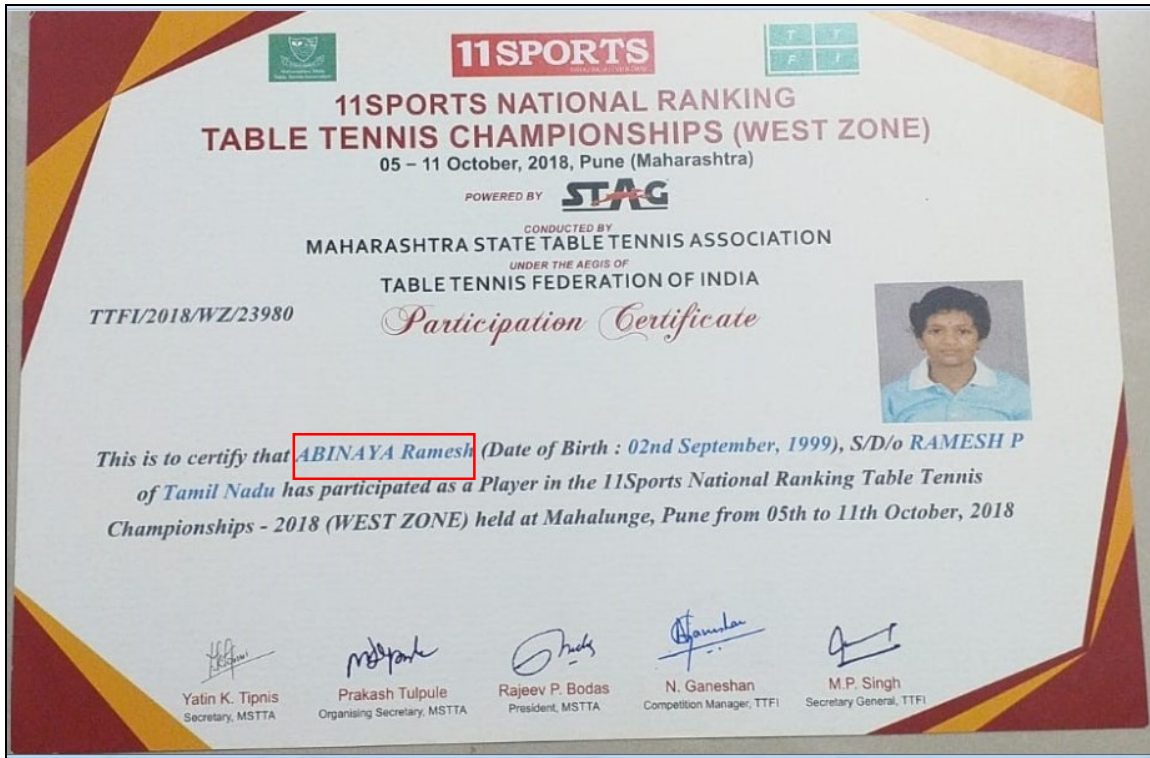 11SPORTS
T T
F I
11SPORTS NATIONAL RANKING
TABLE TENNIS CHAMPIONSHIPS (WEST ZONE)
05 – 11 October, 2018, Pune (Maharashtra)
POWERED BY STAG
CONDUCTED BY
MAHARASHTRA STATE TABLE TENNIS ASSOCIATION
UNDER THE AEGIS OF
TABLE TENNIS FEDERATION OF INDIA
TTFI/2018/WZ/23980
Participation Certificate
This is to certify that ABINAYA Ramesh (Date of Birth : 02nd September, 1999), S/D/o RAMESH P
of Tamil Nadu has participated as a Player in the 11Sports National Ranking Table Tennis
Championships - 2018 (WEST ZONE) held at Mahalunge, Pune from 05th to 11th October, 2018
Yatin K. Tipnis Prakash Tulpule Rajeev P. Bodas N. Ganeshan M.P. Singh
Secretary, MSTTA Organising Secretary, MSTTA President, MSTTA Competition Manager, TTFI Secretary General, TTFI